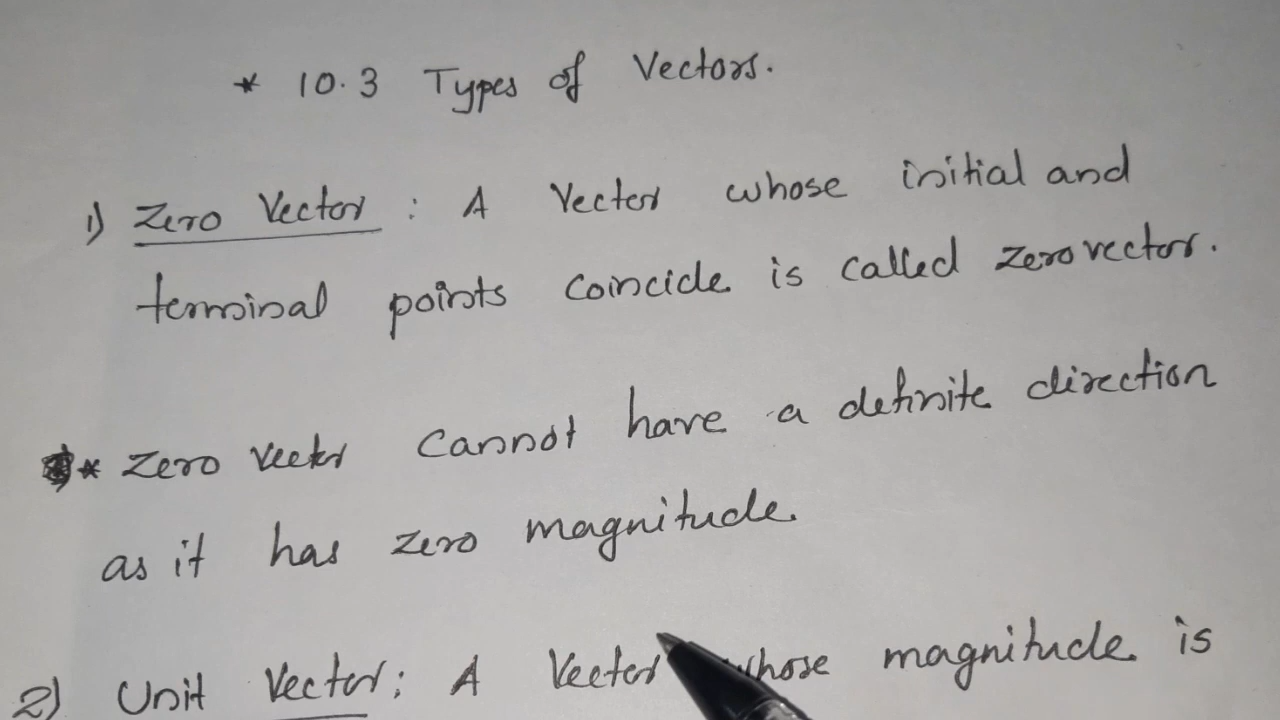 * 10.3 Types of Vectors.
1) Zero Vector : A Vector whose initial and
terminal points coincide is called zero vector.
* Zero vector cannot have a definite direction
as it has zero magnitude.
2) Unit Vector : A Vector whose magnitude is